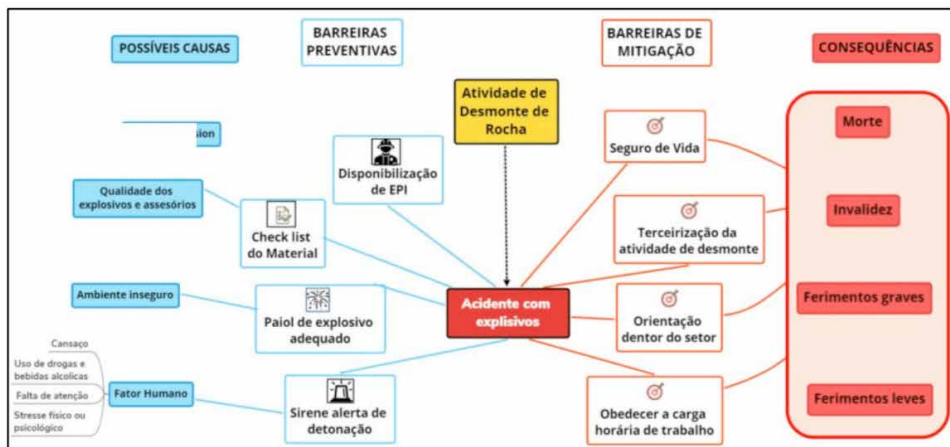 POSSÍVEIS CAUSAS
BARREIRAS
PREVENTIVAS
BARREIRAS DE
MITIGAÇÃO
CONSEQUÊNCIAS
Atividade de
Desmonte de
Rocha
Disponibilização
de EPI
Seguro de Vida
Morte
Qualidade dos
explosivos e assesórios
Check list
do Material
Terceirização da
atividade de desmonte
Invalidez
Ambiente inseguro
Paiol de explosivo
adequado
Acidente com
explisivos
Orientação
dentor do setor
Ferimentos graves
Cansaço
Uso de drogas e
bebidas alcolicas
Falta de atenção
Stresse físico ou
psicológico
Fator Humano
Sirene alerta de
detonação
Obedecer a carga
horária de trabalho
Ferimentos leves